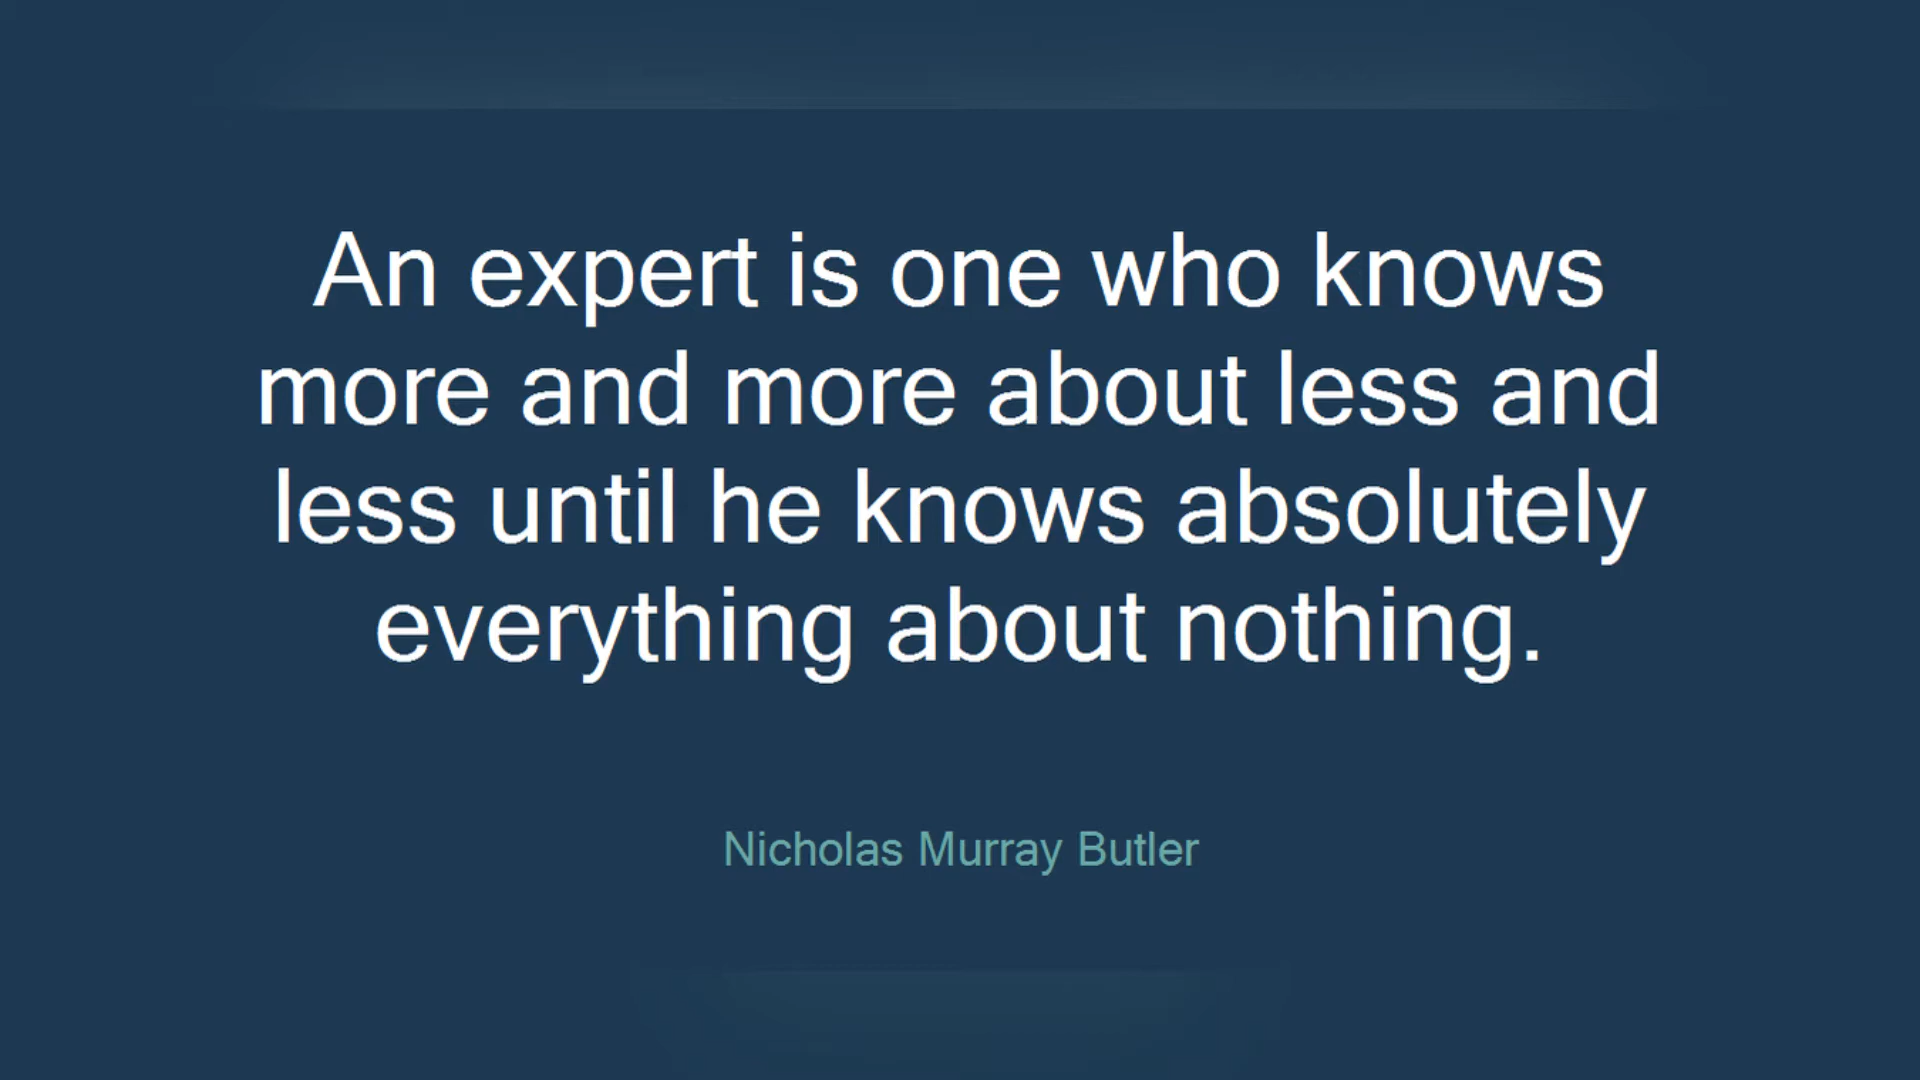 An expert is one who knows
more and more about less and
less until he knows absolutely
everything about nothing.
Nicholas Murray Butler